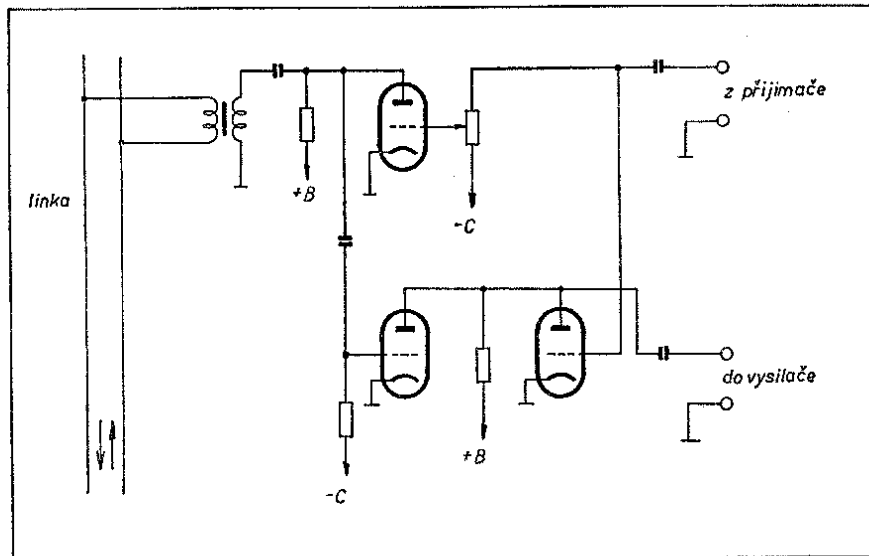 z přijimače
linka
+B
-C
do vysilače
+B
-C